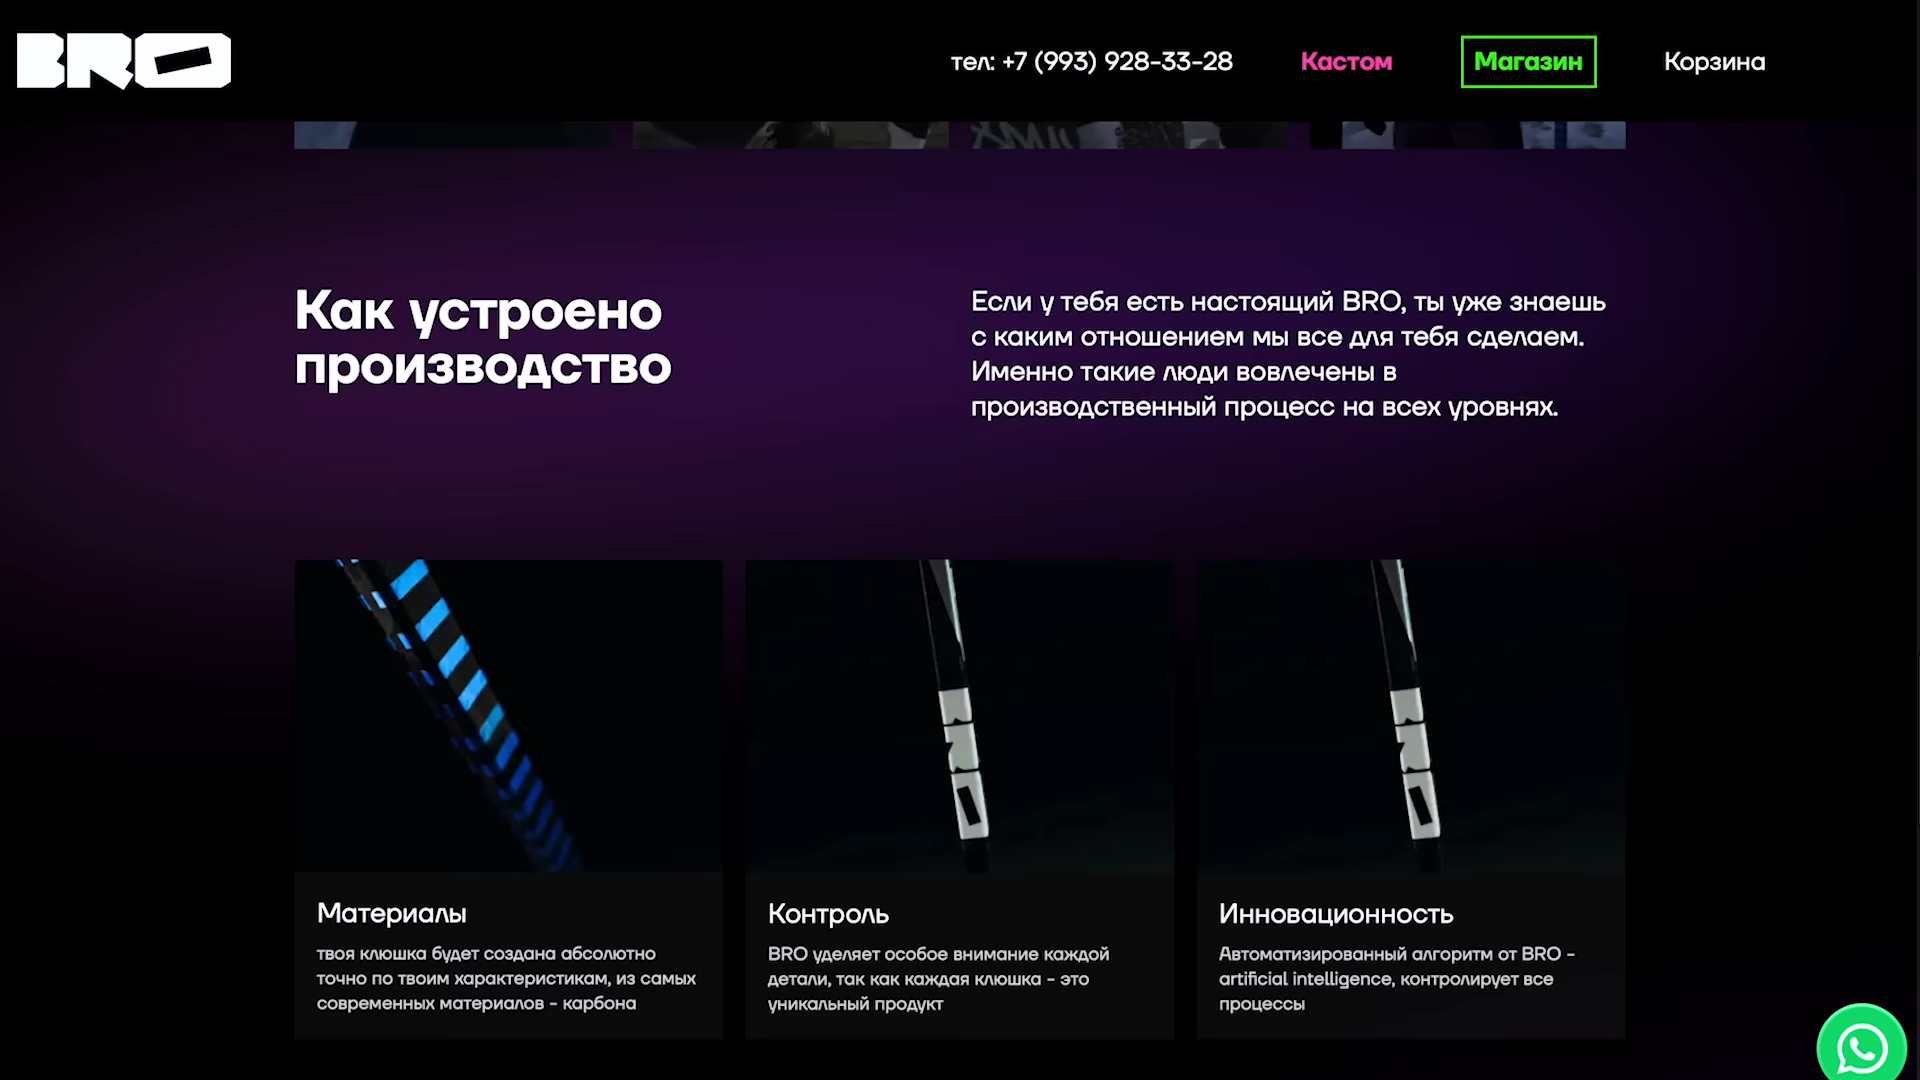 BRO
тел: +7 (993) 928-33-28
Кастом
Магазин
Корзина
Как устроено
производство
Если у тебя есть настоящий BRO, ты уже знаешь
с каким отношением мы все для тебя сделаем.
Именно такие люди вовлечены в
производственный процесс на всех уровнях.
BRO
BRO
Материалы
твоя клюшка будет создана абсолютно
точно по твоим характеристикам, из самых
современных материалов - карбона
Контроль
BRO уделяет особое внимание каждой
детали, так как каждая клюшка - это
уникальный продукт
Инновационность
Автоматизированный алгоритм от BRO -
artificial intelligence, контролирует все
процессы